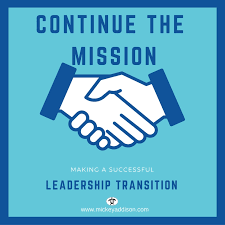 CONTINUE THE
MISSION
MAKING A SUCCESSFUL
LEADERSHIP TRANSITION
www.mickeyaddison.com